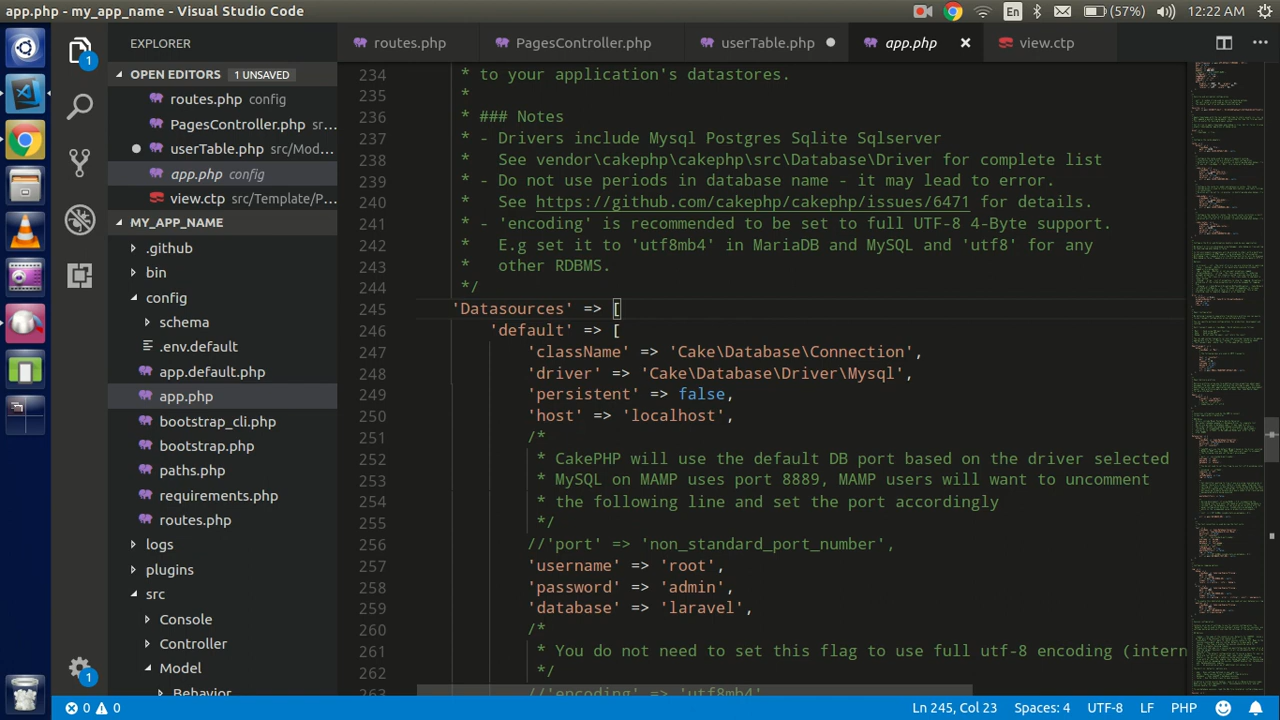 app.php - my_app_name - Visual Studio Code
En
(57%)
12:22 AM
EXPLORER
OPEN EDITORS 1 UNSAVED
routes.php config
PagesController.php sr...
userTable.php src/Mod...
app.php config
view.ctp src/Template/P...
MY_APP_NAME
.github
bin
config
schema
.env.default
app.default.php
app.php
bootstrap_cli.php
bootstrap.php
paths.php
requirements.php
routes.php
logs
plugins
src
Console
Controller
Model
Behavior
1
1
routes.php
PagesController.php
userTable.php
app.php
view.ctp
234 * to your application's datastores.
235 *
236 * ### Notes
237 * - include Mysql Postgres Sqlite Sqlserver
238 * \cakephp\cakephp\src\Database\Driver for complete list
239 * - use periods in database name - it may lead to error.
240 * ttps://github.com/cakephp/cakephp/issues/6471 for details.
241 * - is recommended to be set to full UTF-8 4-Byte support.
242 * E. set it to 'utf8mb4' in MariaDB and MySQL and 'utf8' for any
243 * other RDBMS.
244 */
245 'Datasources' => [
246 'default' => [
247 'className' => 'Cake\Database\Connection',
248 'driver' => 'Cake\Database\Driver\Mysql',
249 'persistent' => false,
250 'host' => 'localhost',
251 /*
252 * CakePHP will use the default DB port based on the driver selected
253 * MySQL on MAMP uses port 8889, MAMP users will want to uncomment
254 * the following line and set the port accordingly
255 */
256 //'port' => 'non_standard_port_number',
257 'username' => 'root',
258 'password' => 'admin',
259 'database' => 'laravel',
260 /*
261 * You do not need to set this flag to use full utf-8 encoding (intern
262 *
263 'encoding' => 'utf8mb4'
0 0
Ln 245, Col 23
Spaces: 4
UTF-8
LF
PHP